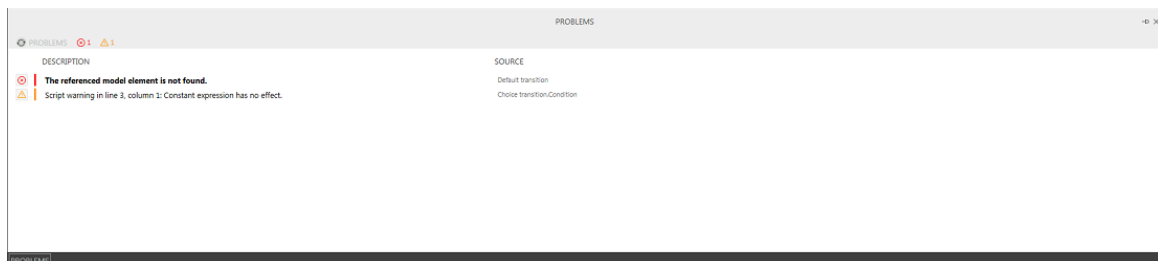 PROBLEMS
PROBLEMS 1 1
DESCRIPTION SOURCE
The referenced model element is not found. Default transition
Script warning in line 3, column 1: Constant expression has no effect. Choice transition.Condition
PROBLEMS